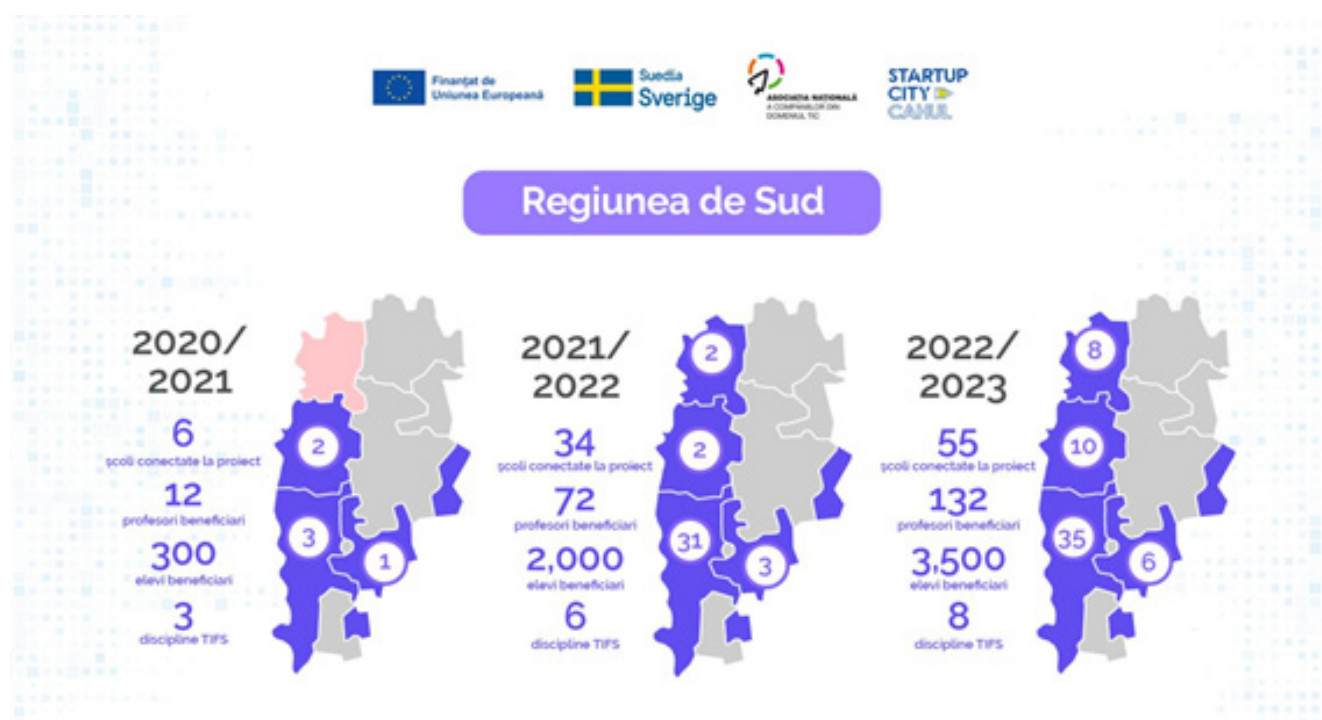 Finanțat de
Uniunea Europeană
Suedia
Sverige
ASOCIAȚIA NAȚIONALĂ
A COMPANIILOR DIN
DOMENIUL TIC
STARTUP
CITY
CAHUL
Regiunea de Sud
2020/
2021
6
școli conectate la proiect
12
profesori beneficiari
300
elevi beneficiari
3
discipline TIFS
2
3
1
2021/
2022
34
școli conectate la proiect
72
profesori beneficiari
2,000
elevi beneficiari
6
discipline TIFS
2
2
31
3
2022/
2023
55
școli conectate la proiect
132
profesori beneficiari
3,500
elevi beneficiari
8
discipline TIFS
8
10
35
6